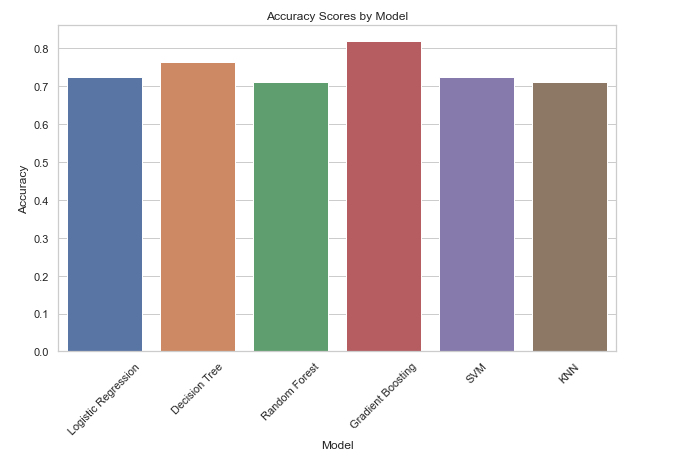 Accuracy Scores by Model
Accuracy
0.8
0.7
0.6
0.5
0.4
0.3
0.2
0.1
0.0
Logistic Regression
Decision Tree
Random Forest
Gradient Boosting
SVM
KNN
Model